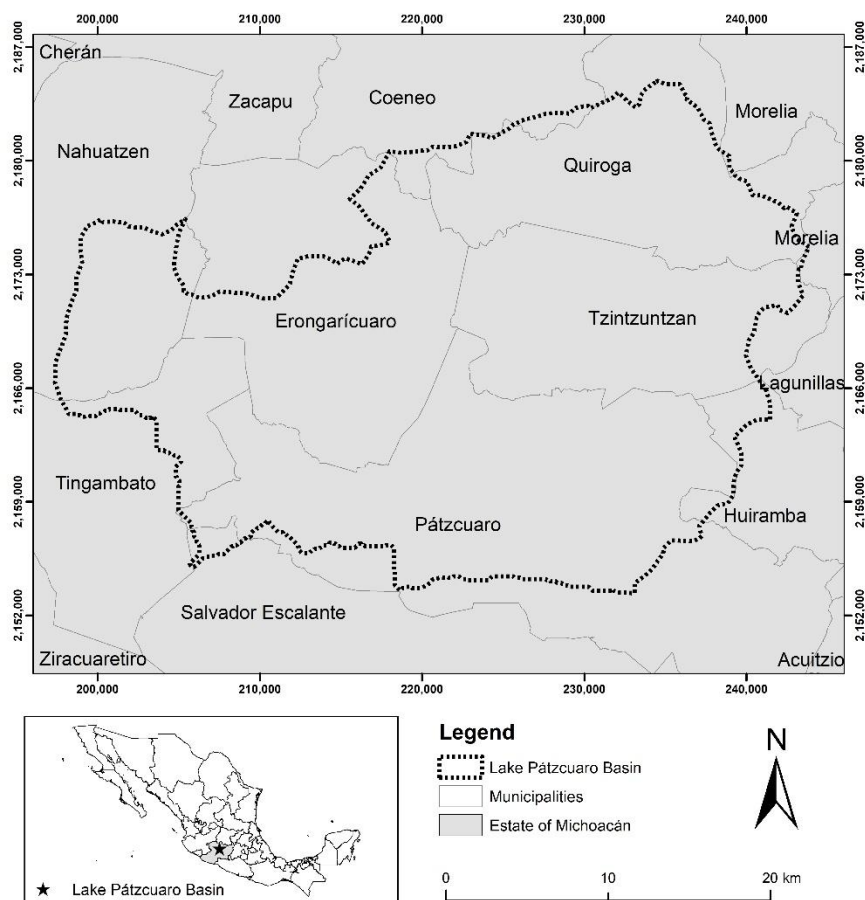 200,000 210,000 220,000 230,000 240,000
2,187,000 2,187,000
Cherán
Zacapu
Coeneo
Morelia
2,180,000 2,180,000
Nahuatzen
Quiroga
Morelia
2,173,000 2,173,000
Erongarícuaro
Tzintzuntzan
2,166,000 2,166,000
Lagunillas
Tingambato
2,159,000 2,159,000
Pátzcuaro
Huiramba
2,152,000 2,152,000
Salvador Escalante
Ziracuaretiro
Acuitzio
200,000 210,000 220,000 230,000 240,000
Legend
Lake Pátzcuaro Basin
Municipalities
Estate of Michoacán
N
Lake Pátzcuaro Basin
0 10 20 km